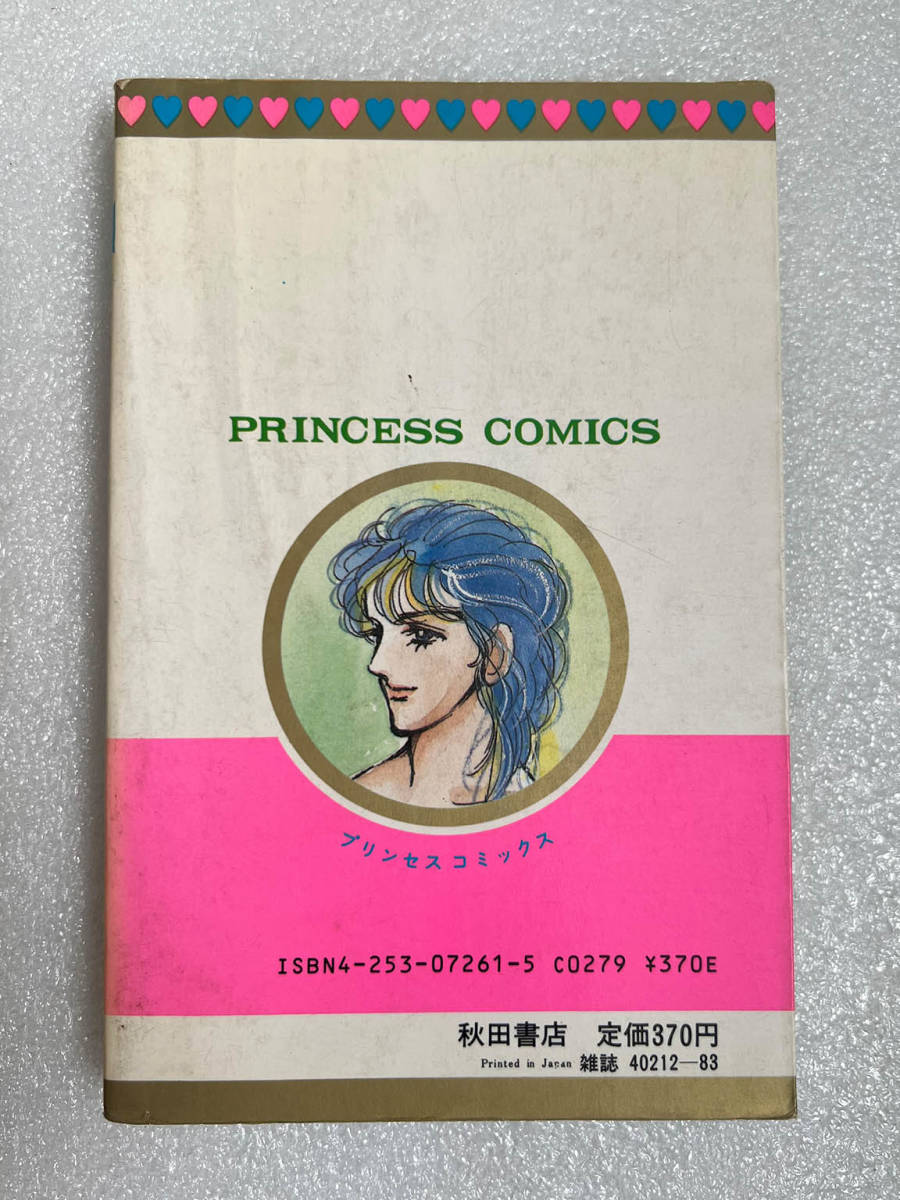 PRINCESS COMICS
プリンセスコミックス
ISBN4-253-07261-5 C0279 ¥370E
秋田書店 定価370円
Printed in Japan 雑誌 40212—83